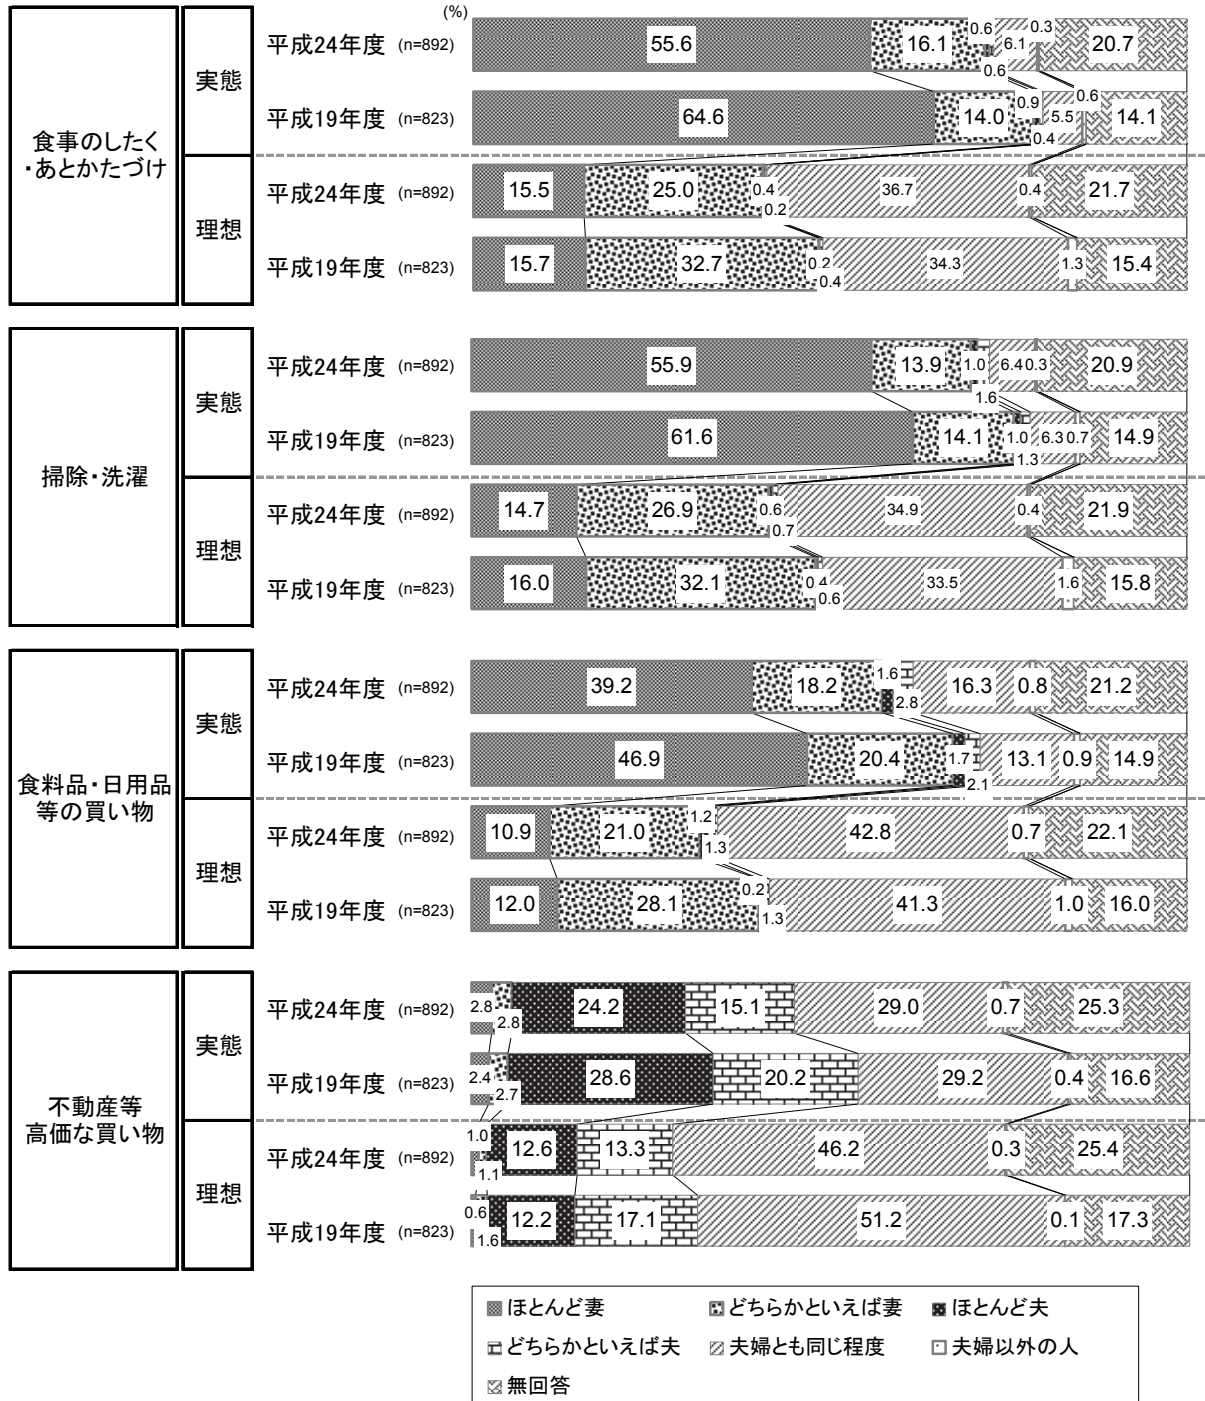 (%)
食事のしたく
・あとかたづけ
実態
平成24年度 (n=892) 55.6 16.1 0.6 0.6 6.1 0.3 20.7
平成19年度 (n=823) 64.6 14.0 0.9 0.4 5.5 0.6 14.1
理想
平成24年度 (n=892) 15.5 25.0 0.4 0.2 36.7 0.4 21.7
平成19年度 (n=823) 15.7 32.7 0.2 0.4 34.3 1.3 15.4
掃除・洗濯
実態
平成24年度 (n=892) 55.9 13.9 1.0 1.6 6.4 0.3 20.9
平成19年度 (n=823) 61.6 14.1 1.0 1.3 6.3 0.7 14.9
理想
平成24年度 (n=892) 14.7 26.9 0.6 0.7 34.9 0.4 21.9
平成19年度 (n=823) 16.0 32.1 0.4 0.6 33.5 1.6 15.8
食料品・日用品
等の買い物
実態
平成24年度 (n=892) 39.2 18.2 1.6 2.8 16.3 0.8 21.2
平成19年度 (n=823) 46.9 20.4 1.7 2.1 13.1 0.9 14.9
理想
平成24年度 (n=892) 10.9 21.0 1.2 1.3 42.8 0.7 22.1
平成19年度 (n=823) 12.0 28.1 0.2 1.3 41.3 1.0 16.0
不動産等
高価な買い物
実態
平成24年度 (n=892) 2.8 2.8 24.2 15.1 29.0 0.7 25.3
平成19年度 (n=823) 2.4 2.7 28.6 20.2 29.2 0.4 16.6
理想
平成24年度 (n=892) 1.0 1.1 12.6 13.3 46.2 0.3 25.4
平成19年度 (n=823) 0.6 1.6 12.2 17.1 51.2 0.1 17.3
ほとんど妻 どちらかといえば妻 ほとんど夫
どちらかといえば夫 夫婦とも同じ程度 夫婦以外の人
無回答